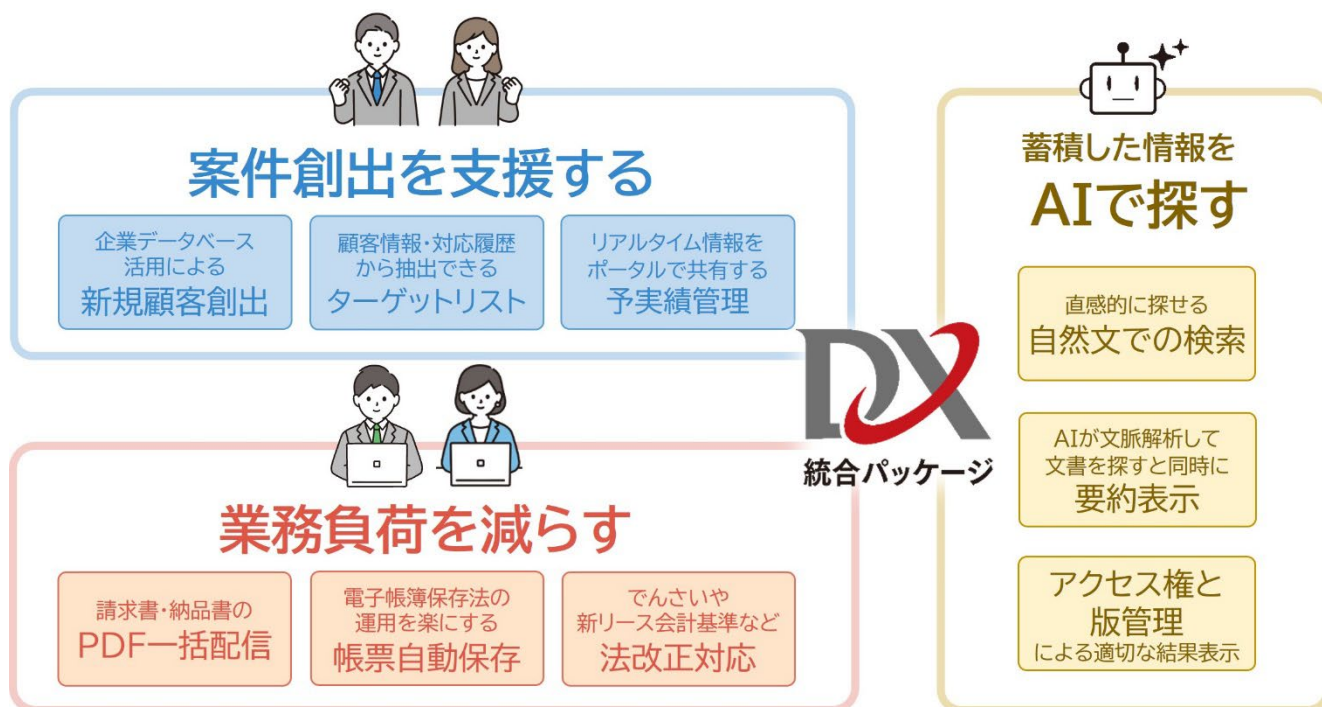 案件創出を支援する
企業データベース
活用による
新規顧客創出
顧客情報・対応履歴
から抽出できる
ターゲットリスト
リアルタイム情報を
ポータルで共有する
予実績管理
業務負荷を減らす
請求書・納品書の
PDF一括配信
電子帳簿保存法の
運用を楽にする
帳票自動保存
でんさいや
新リース会計基準など
法改正対応
DX
統合パッケージ
蓄積した情報を
AIで探す
直感的に探せる
自然文での検索
AIが文脈解析して
文書を探すと同時に
要約表示
アクセス権と
版管理
による適切な結果表示